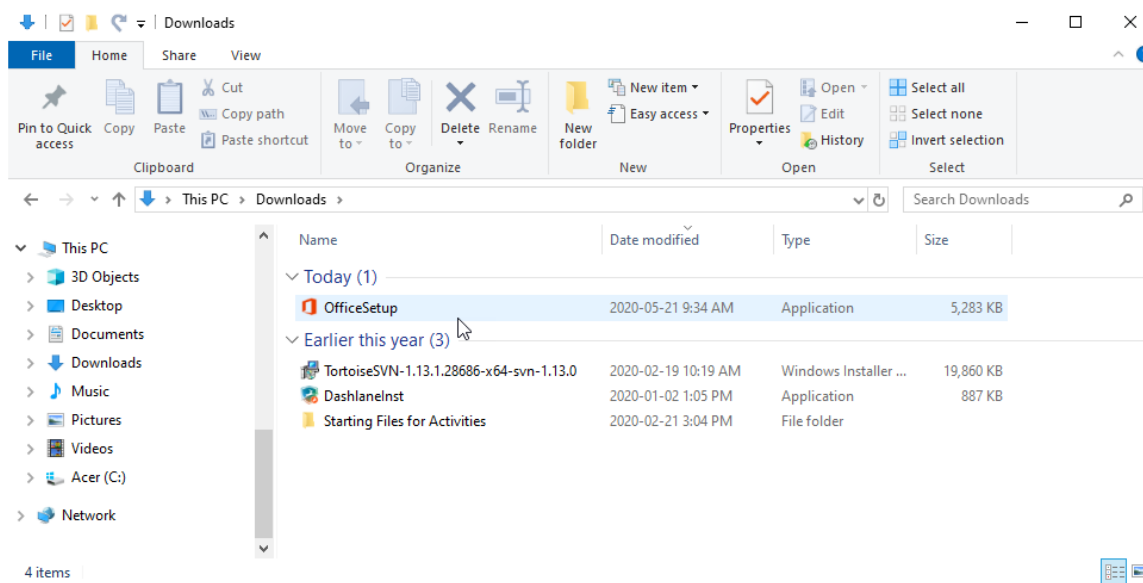 Downloads
File Home Share View
Pin to Quick access Copy Paste Cut Copy path Paste shortcut Move to Copy to Delete Rename New folder New item Easy access Properties Open Edit History Select all Select none Invert selection
Clipboard Organize New Open Select
This PC > Downloads > Search Downloads
Name Date modified Type Size
This PC
3D Objects
Desktop
Documents
Downloads
Music
Pictures
Videos
Acer (C:)
Network
Today (1)
OfficeSetup 2020-05-21 9:34 AM Application 5,283 KB
Earlier this year (3)
TortoiseSVN-1.13.1.28686-x64-svn-1.13.0 2020-02-19 10:19 AM Windows Installer ... 19,860 KB
DashlaneInst 2020-01-02 1:05 PM Application 887 KB
Starting Files for Activities 2020-02-21 3:04 PM File folder
4 items